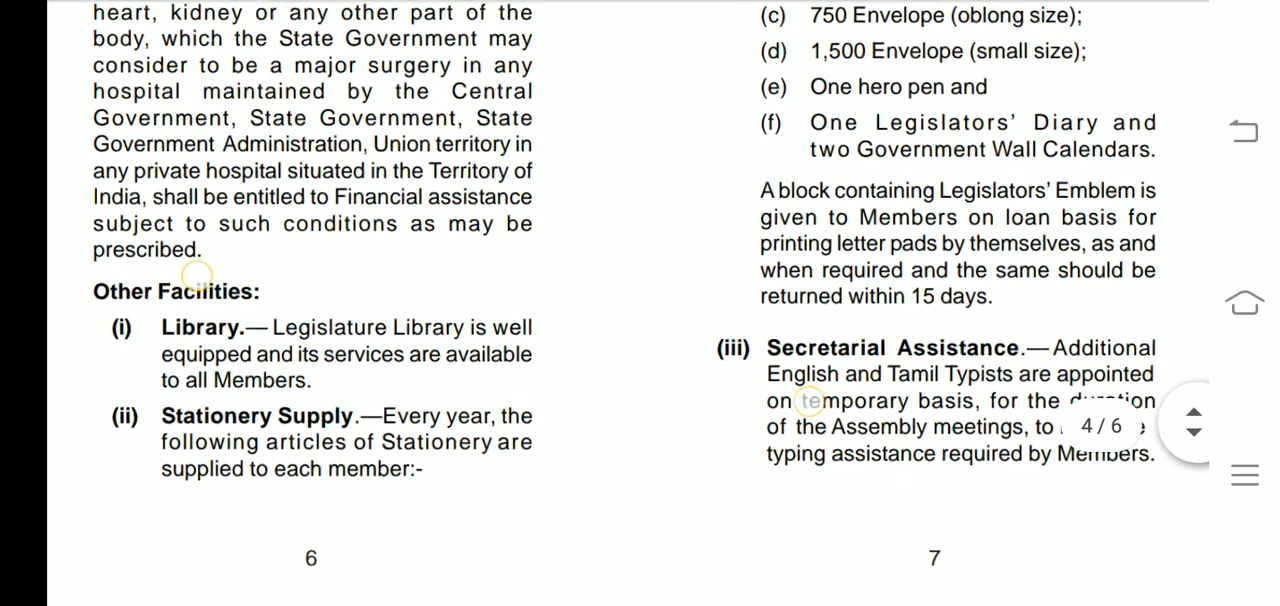 heart, kidney or any other part of the
body, which the State Government may
consider to be a major surgery in any
hospital maintained by the Central
Government, State Government, State
Government Administration, Union territory in
any private hospital situated in the Territory of
India, shall be entitled to Financial assistance
subject to such conditions as may be
prescribed.
Other Facilities:
(i) Library.— Legislature Library is well
equipped and its services are available
to all Members.
(ii) Stationery Supply.—Every year, the
following articles of Stationery are
supplied to each member:-
6
(c) 750 Envelope (oblong size);
(d) 1,500 Envelope (small size);
(e) One hero pen and
(f) One Legislators' Diary and
two Government Wall Calendars.
A block containing Legislators' Emblem is
given to Members on loan basis for
printing letter pads by themselves, as and
when required and the same should be
returned within 15 days.
(iii) Secretarial Assistance.—Additional
English and Tamil Typists are appointed
on temporary basis, for the duration
of the Assembly meetings, to
typing assistance required by Members.
7
4 / 6